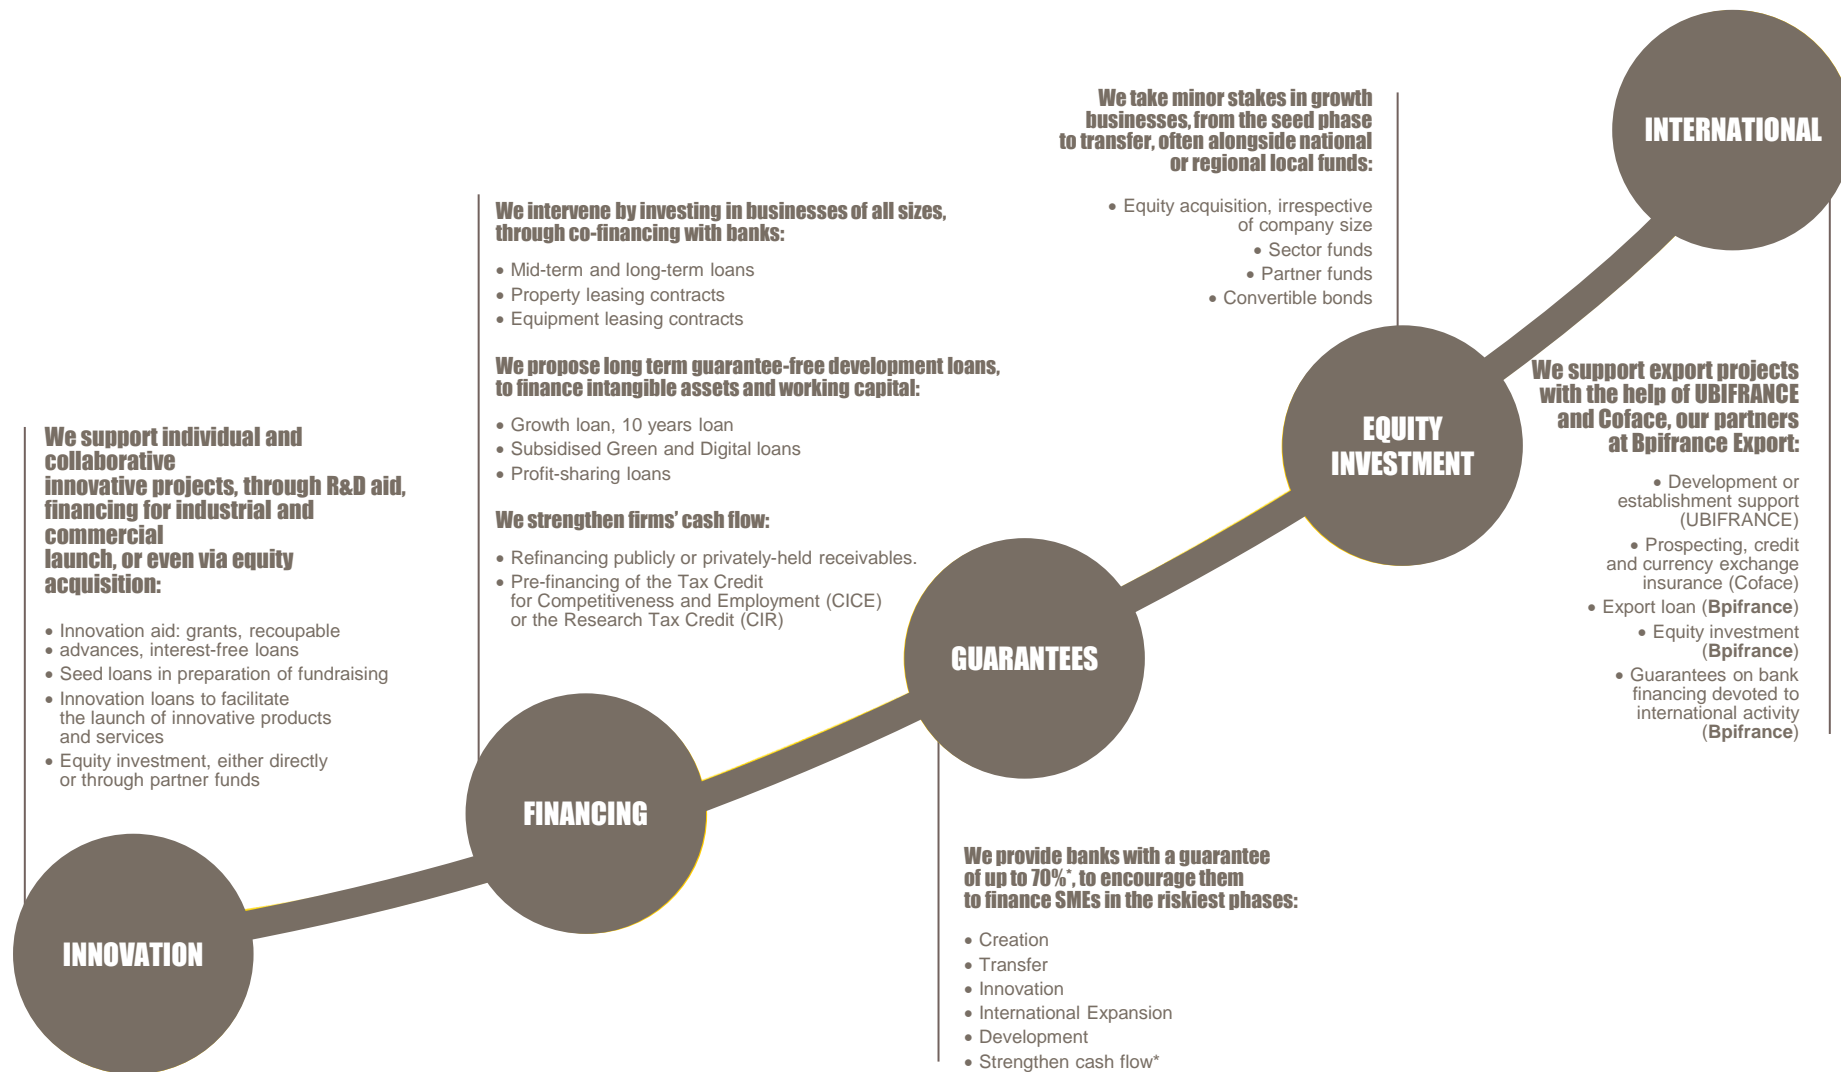 We support individual and
collaborative
innovative projects, through R&D aid,
financing for industrial and
commercial
launch, or even via equity
acquisition:
• Innovation aid: grants, recoupable
• advances, interest-free loans
• Seed loans in preparation of fundraising
• Innovation loans to facilitate
the launch of innovative products
and services
• Equity investment, either directly
or through partner funds
INNOVATION
We intervene by investing in businesses of all sizes,
through co-financing with banks:
• Mid-term and long-term loans
• Property leasing contracts
• Equipment leasing contracts
We propose long term guarantee-free development loans,
to finance intangible assets and working capital:
• Growth loan, 10 years loan
• Subsidised Green and Digital loans
• Profit-sharing loans
We strengthen firms' cash flow:
• Refinancing publicly or privately-held receivables.
• Pre-financing of the Tax Credit
for Competitiveness and Employment (CICE)
or the Research Tax Credit (CIR)
FINANCING
GUARANTEES
We provide banks with a guarantee
of up to 70%*, to encourage them
to finance SMEs in the riskiest phases:
• Creation
• Transfer
• Innovation
• International Expansion
• Development
• Strengthen cash flow*
We take minor stakes in growth
businesses, from the seed phase
to transfer, often alongside national
or regional local funds:
• Equity acquisition, irrespective
of company size
• Sector funds
• Partner funds
• Convertible bonds
EQUITY
INVESTMENT
INTERNATIONAL
We support export projects
with the help of UBIFRANCE
and Coface, our partners
at Bpifrance Export:
• Development or
establishment support
(UBIFRANCE)
• Prospecting, credit
and currency exchange
insurance (Coface)
• Export loan (Bpifrance)
• Equity investment
(Bpifrance)
• Guarantees on bank
financing devoted to
international activity
(Bpifrance)